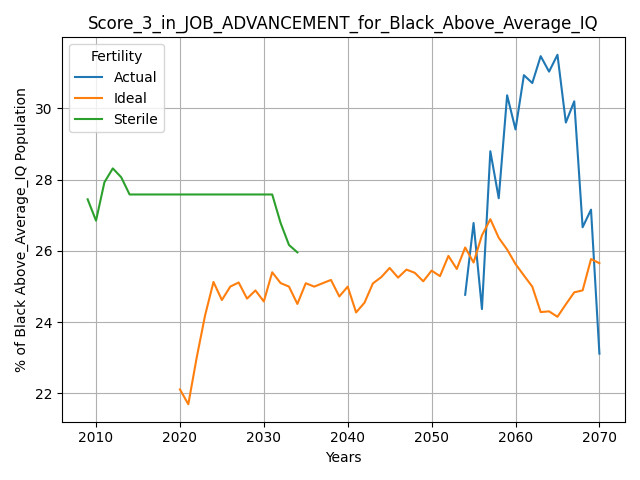 Score_3_in_JOB_ADVANCEMENT_for_Black_Above_Average_IQ
Fertility
Actual
Ideal
Sterile
% of Black Above_Average_IQ Population
30
28
26
24
22
2010 2020 2030 2040 2050 2060 2070
Years